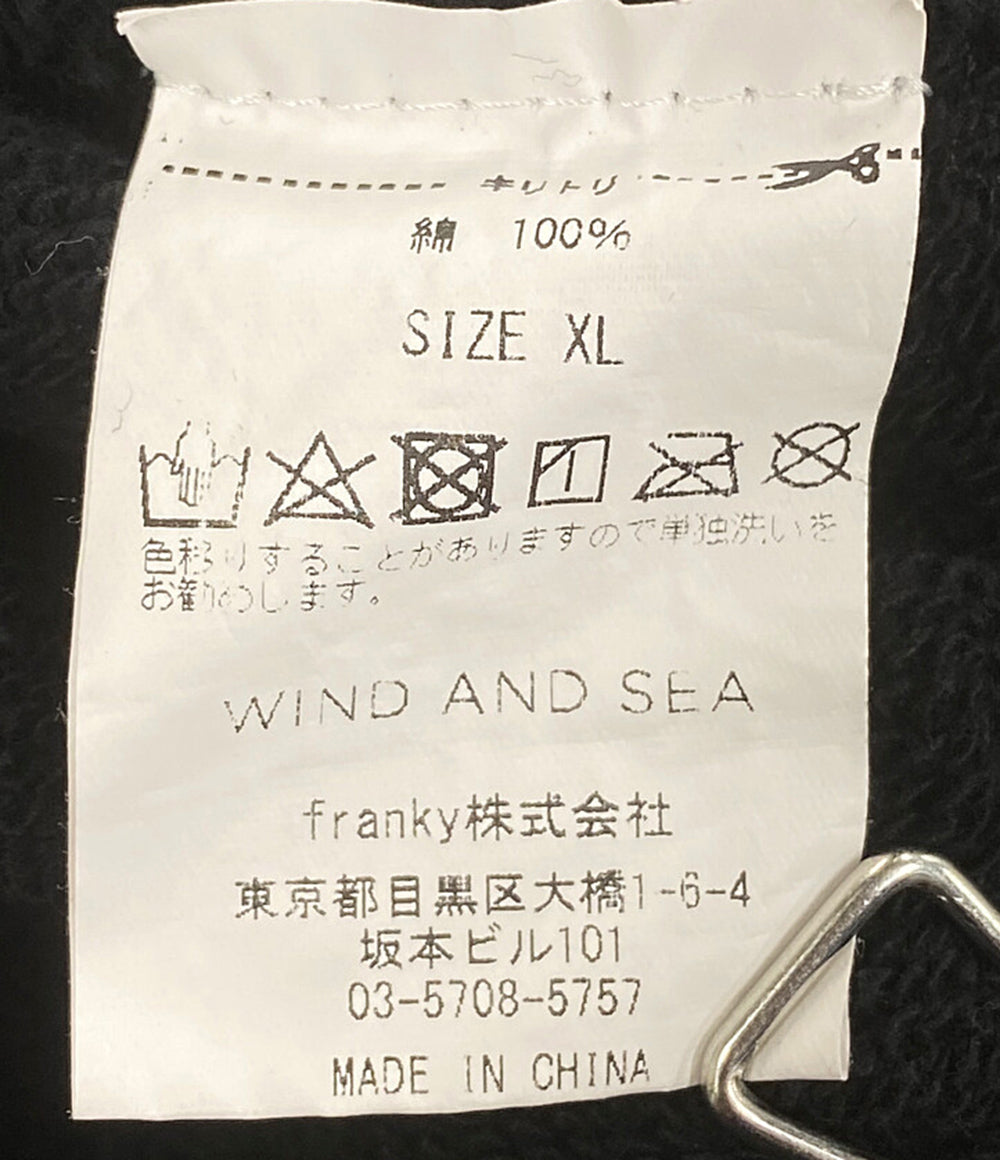 キリトリ
綿 100%
SIZE XL
色移りすることがありますので単独洗いを
お勧めします。
WIND AND SEA
franky株式会社
東京都目黒区大橋1-6-4
坂本ビル101
03-5708-5757
MADE IN CHINA